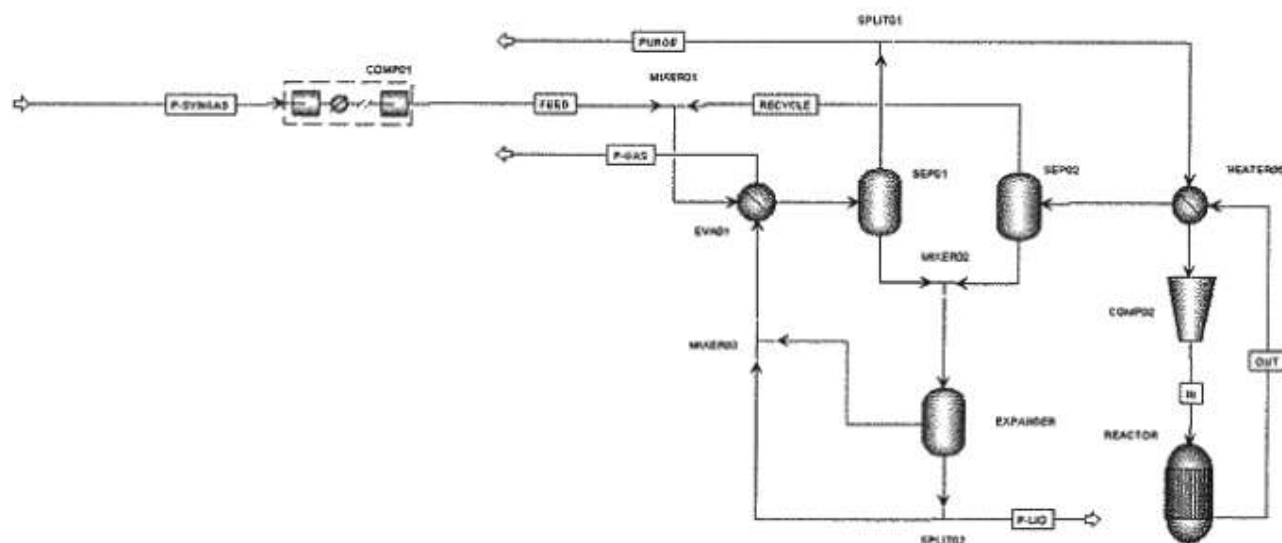 SPLIT01
PURGE
COMP01
MIXER01
P-SYNGAS
FEED
RECYCLE
P-GAS
SEP01
SEP02
EVA01
MIXER02
COMP02
MIXER03
OUT
IN
EXPANSER
REACTOR
P-LIQ
SPLIT02